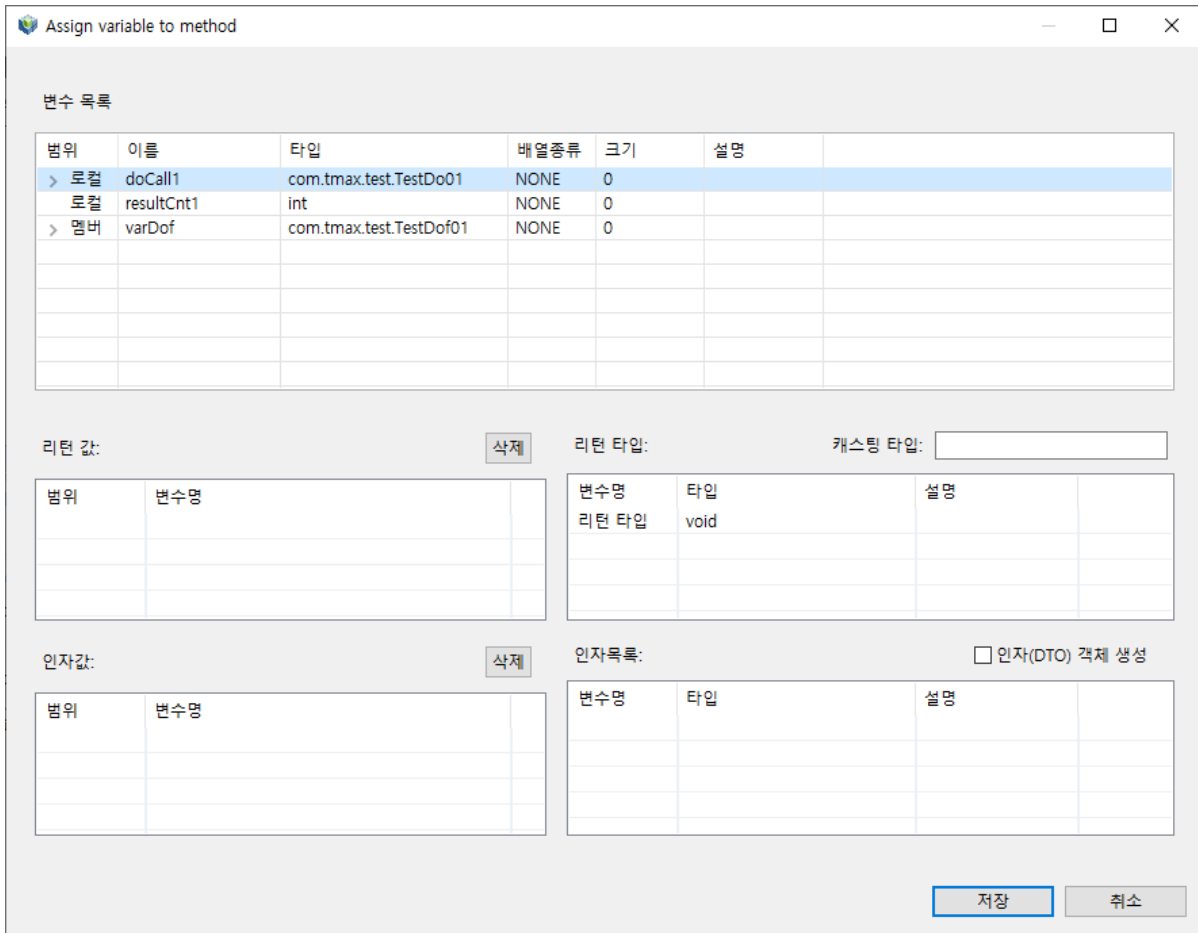 Assign variable to method
변수 목록
범위 이름 타입 배열종류 크기 설명
로컬 doCall1 com.tmax.test.TestDo01 NONE 0
로컬 resultCnt1 int NONE 0
멤버 varDof com.tmax.test.TestDof01 NONE 0
리턴 값: 삭제 리턴 타입: 캐스팅 타입:
범위 변수명 변수명 타입 설명
리턴 타입 void
인자값: 삭제 인자목록: 인자(DTO) 객체 생성
범위 변수명 변수명 타입 설명
저장 취소